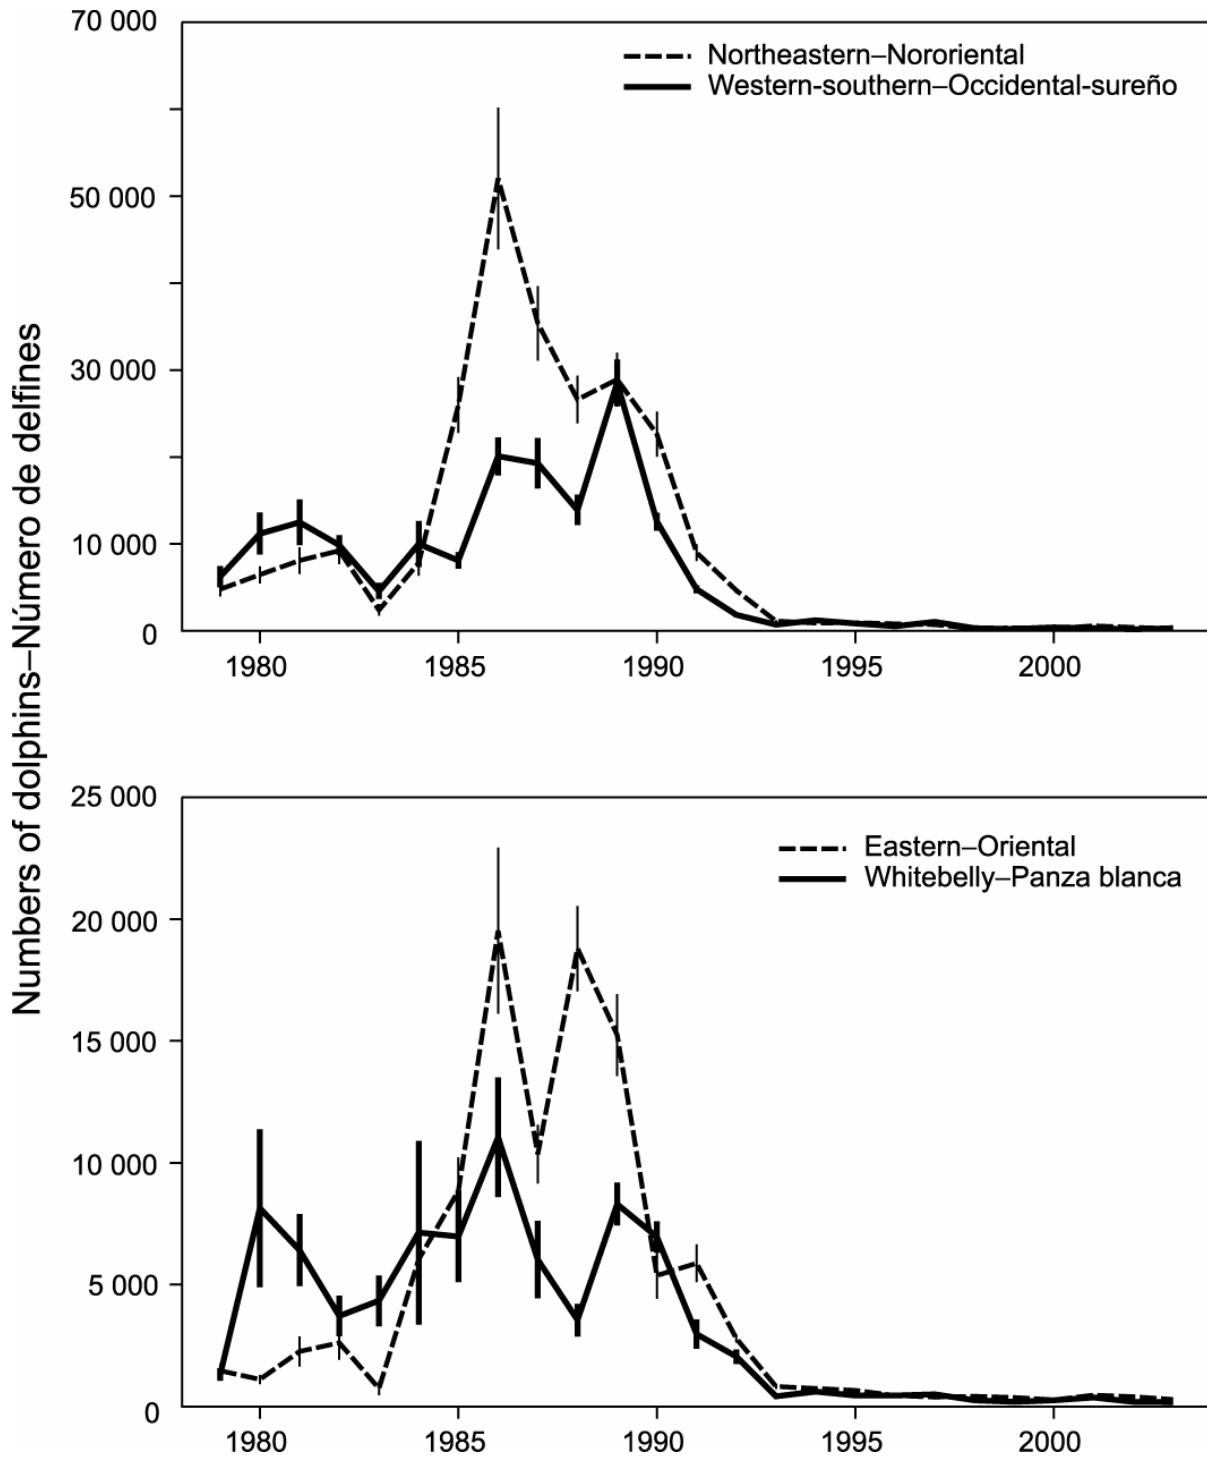 Numbers of dolphins–Número de delfines
70 000
50 000
30 000
10 000
0
Northeastern–Nororiental
Western-southern–Occidental-sureño
1980 1985 1990 1995 2000
25 000
20 000
15 000
10 000
5 000
0
Eastern–Oriental
Whitebelly–Panza blanca
1980 1985 1990 1995 2000